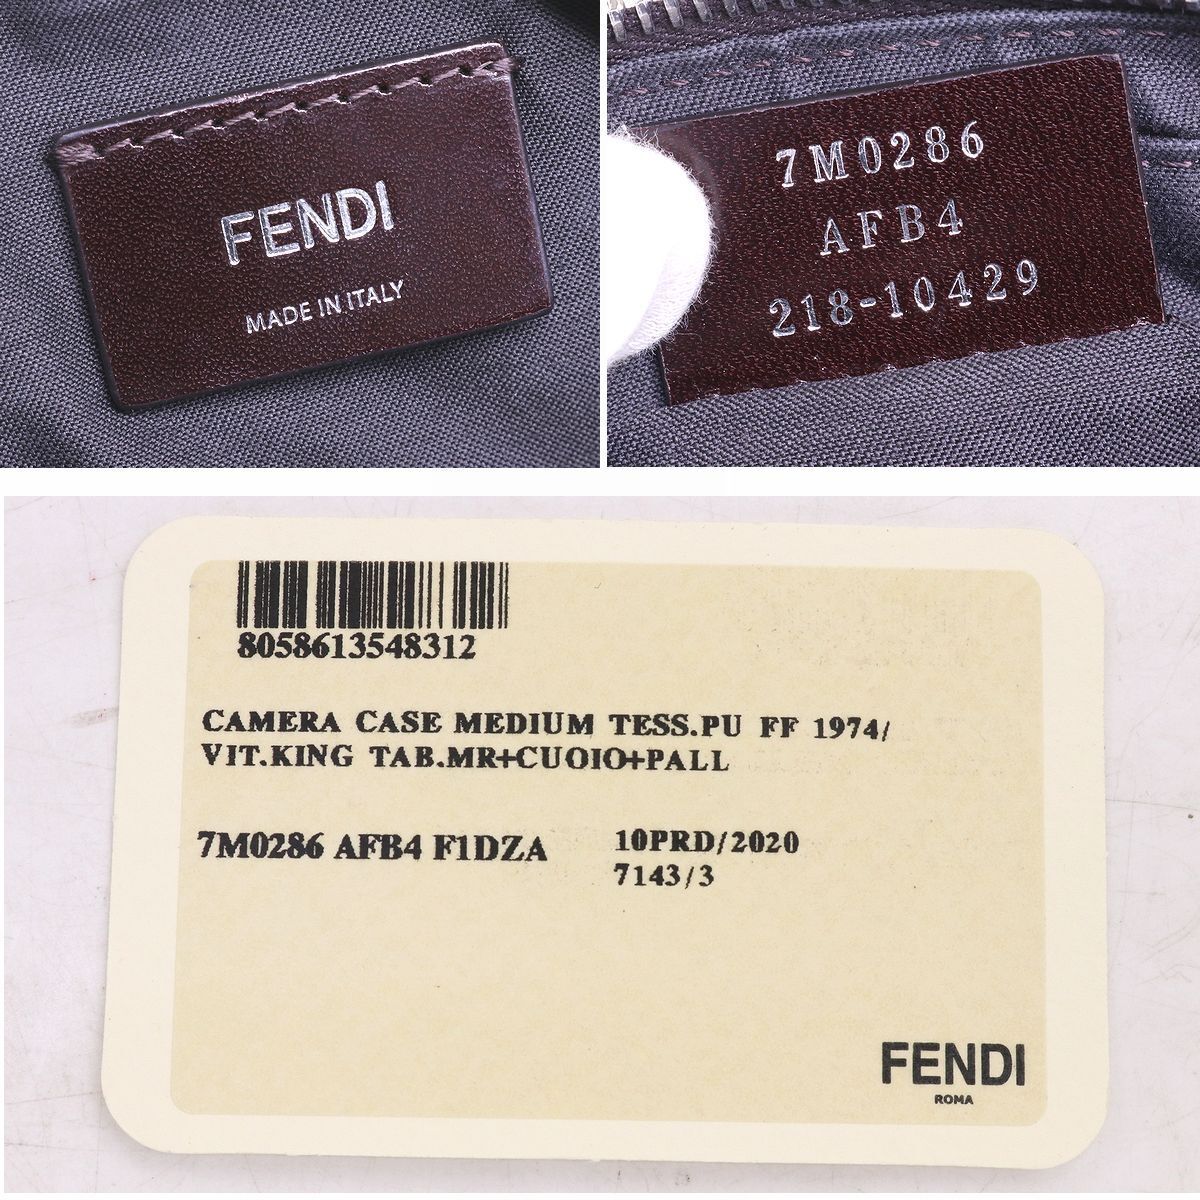 FENDI
MADE IN ITALY
7M0286
AFB4
218-10429
8058613548312
CAMERA CASE MEDIUM TESS.PU FF 1974/
VIT.KING TAB.MR+CUOIO+PALL
7M0286 AFB4 F1DZA
10PRD/2020
7143/3
FENDI
ROMA